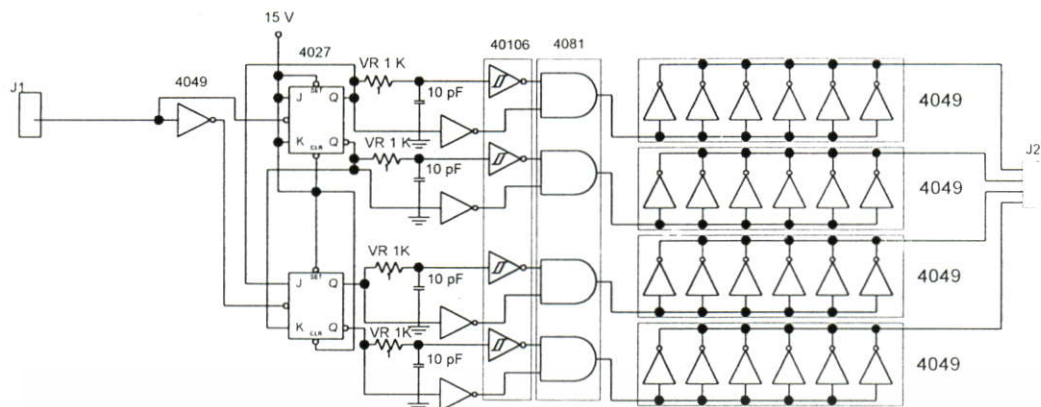 15 V
4027
VR 1 K
40106
4081
4049
J1
SET
J
Q
10 pF
4049
K
CLR
Q
VR 1 K
10 pF
J2
4049
VR 1K
4049
SET
J
Q
10 pF
K
CLR
Q
VR 1K
10 pF
4049